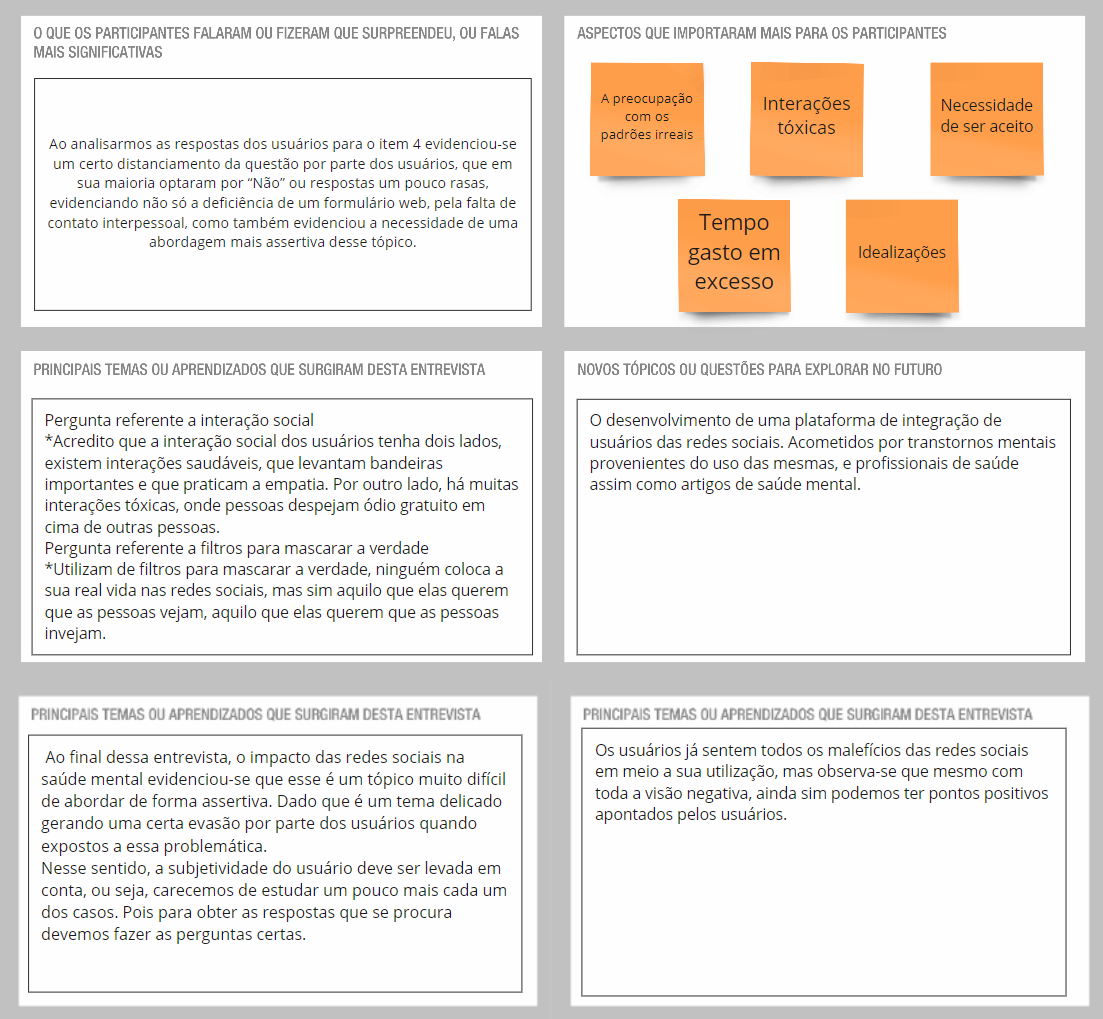 O QUE OS PARTICIPANTES FALARAM OU FIZERAM QUE SURPREENDEU, OU FALAS
MAIS SIGNIFICATIVAS
Ao analisarmos as respostas dos usuários para o item 4 evidenciou-se
um certo distanciamento da questão por parte dos usuários, que em
sua maioria optaram por “Não” ou respostas um pouco rasas,
evidenciando não só a deficiência de um formulário web, pela falta de
contato interpessoal, como também evidenciou a necessidade de uma
abordagem mais assertiva desse tópico.
ASPECTOS QUE IMPORTARAM MAIS PARA OS PARTICIPANTES
A preocupação
com os
padrões irreais
Interações
tóxicas
Necessidade
de ser aceito
Tempo
gasto em
excesso
Idealizações
PRINCIPAIS TEMAS OU APRENDIZADOS QUE SURGIRAM DESTA ENTREVISTA
Pergunta referente a interação social
*Acredito que a interação social dos usuários tenha dois lados,
existem interações saudáveis, que levantam bandeiras
importantes e que praticam a empatia. Por outro lado, há muitas
interações tóxicas, onde pessoas despejam ódio gratuito em
cima de outras pessoas.
Pergunta referente a filtros para mascarar a verdade
*Utilizam de filtros para mascarar a verdade, ninguém coloca a
sua real vida nas redes sociais, mas sim aquilo que elas querem
que as pessoas vejam, aquilo que elas querem que as pessoas
invejam.
NOVOS TÓPICOS OU QUESTÕES PARA EXPLORAR NO FUTURO
O desenvolvimento de uma plataforma de integração de
usuários das redes sociais. Acometidos por transtornos mentais
provenientes do uso das mesmas, e profissionais de saúde
assim como artigos de saúde mental.
PRINCIPAIS TEMAS OU APRENDIZADOS QUE SURGIRAM DESTA ENTREVISTA
Ao final dessa entrevista, o impacto das redes sociais na
saúde mental evidenciou-se que esse é um tópico muito difícil
de abordar de forma assertiva. Dado que é um tema delicado
gerando uma certa evasão por parte dos usuários quando
expostos a essa problemática.
Nesse sentido, a subjetividade do usuário deve ser levada em
conta, ou seja, carecemos de estudar um pouco mais cada um
dos casos. Pois para obter as respostas que se procura
devemos fazer as perguntas certas.
PRINCIPAIS TEMAS OU APRENDIZADOS QUE SURGIRAM DESTA ENTREVISTA
Os usuários já sentem todos os malefícios das redes sociais
em meio a sua utilização, mas observa-se que mesmo com
toda a visão negativa, ainda sim podemos ter pontos positivos
apontados pelos usuários.